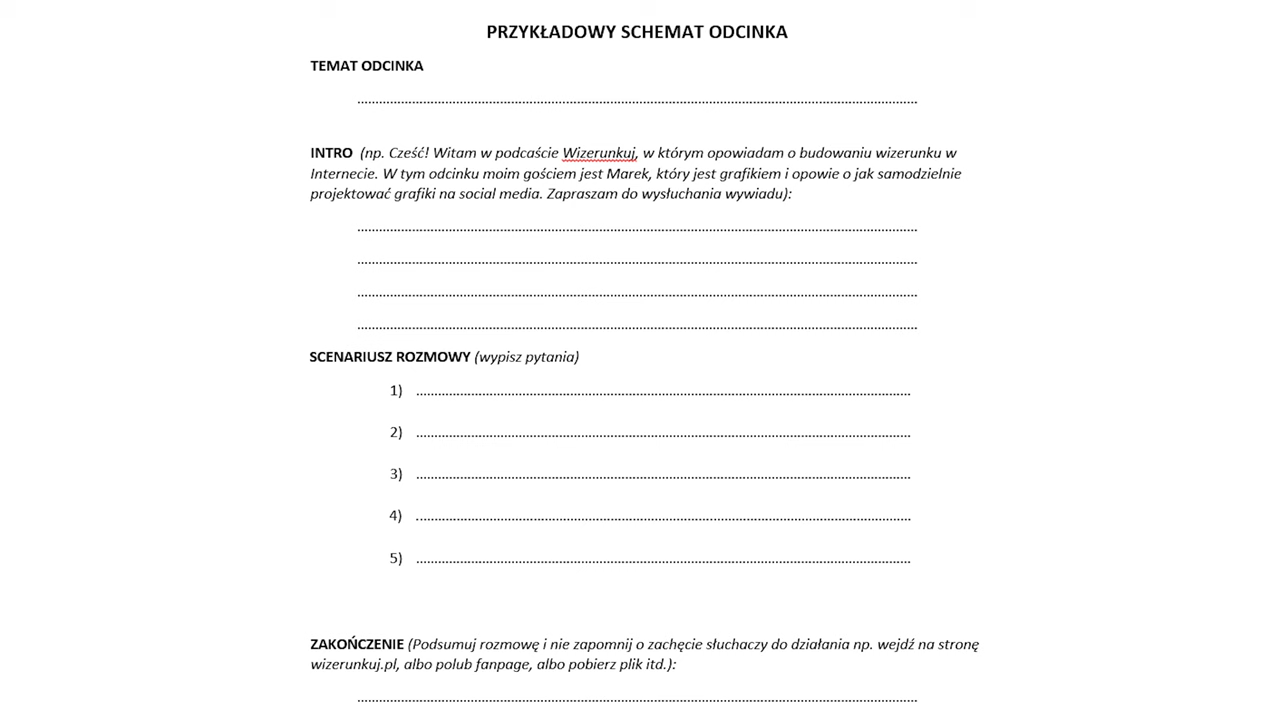 PRZYKŁADOWY SCHEMAT ODCINKA
TEMAT ODCINKA
................................................................................................................................................
INTRO (np. Cześć! Witam w podcaście Wizerunkuj, w którym opowiadam o budowaniu wizerunku w
Internecie. W tym odcinku moim gościem jest Marek, który jest grafikiem i opowie o jak samodzielnie
projektować grafiki na social media. Zapraszam do wysłuchania wywiadu):
................................................................................................................................................
................................................................................................................................................
................................................................................................................................................
................................................................................................................................................
SCENARIUSZ ROZMOWY (wypisz pytania)
1) ................................................................................................................................
2) ................................................................................................................................
3) ................................................................................................................................
4) ................................................................................................................................
5) ................................................................................................................................
ZAKOŃCZENIE (Podsumuj rozmowę i nie zapomnij o zachęcie słuchaczy do działania np. wejdź na stronę
wizerunkuj.pl, albo polub fanpage, albo pobierz plik itd.):
................................................................................................................................................